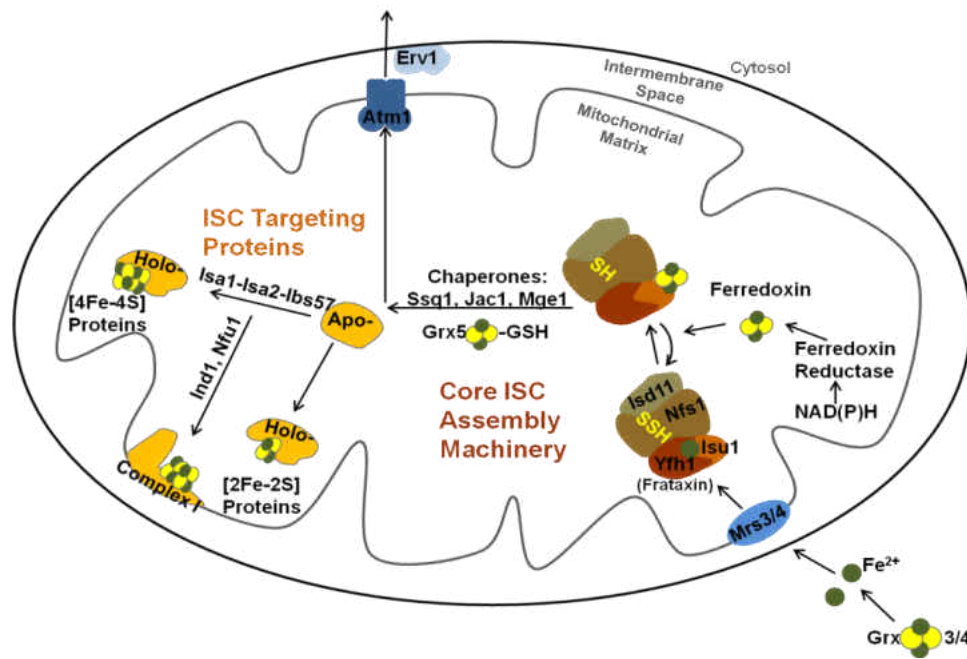 Erv1
Cytosol
Intermembrane
Space
Mitochondrial
Matrix
Atm1
ISC Targeting
Proteins
Holo-
[4Fe-4S]
Proteins
Isa1-Isa2-Ibs57
Apo-
Ind1, Nfu1
Chaperones:
Ssq1, Jac1, Mge1
Grx5 -GSH
SH
Ferredoxin
Ferredoxin
Reductase
NAD(P)H
Core ISC
Assembly
Machinery
Isd11
Nfs1
SSH
Isu1
Yfh1
(Frataxin)
Holo-
[2Fe-2S]
Proteins
Complex I
Mrs3/4
Fe²⁺
Grx 3/4